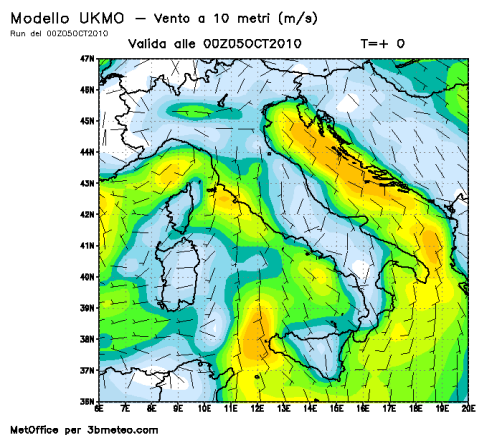 Modello UKMO – Vento a 10 metri (m/s)
Run del 00Z05OCT2010
Valida alle 00Z05OCT2010 T=+ 0
47N
46N
45N
44N
43N
42N
41N
40N
39N
38N
37N
36N
35N
6E 7E 8E 9E 10E 11E 12E 13E 14E 15E 16E 17E 18E 19E 20E
MetOffice per 3bmeteo.com